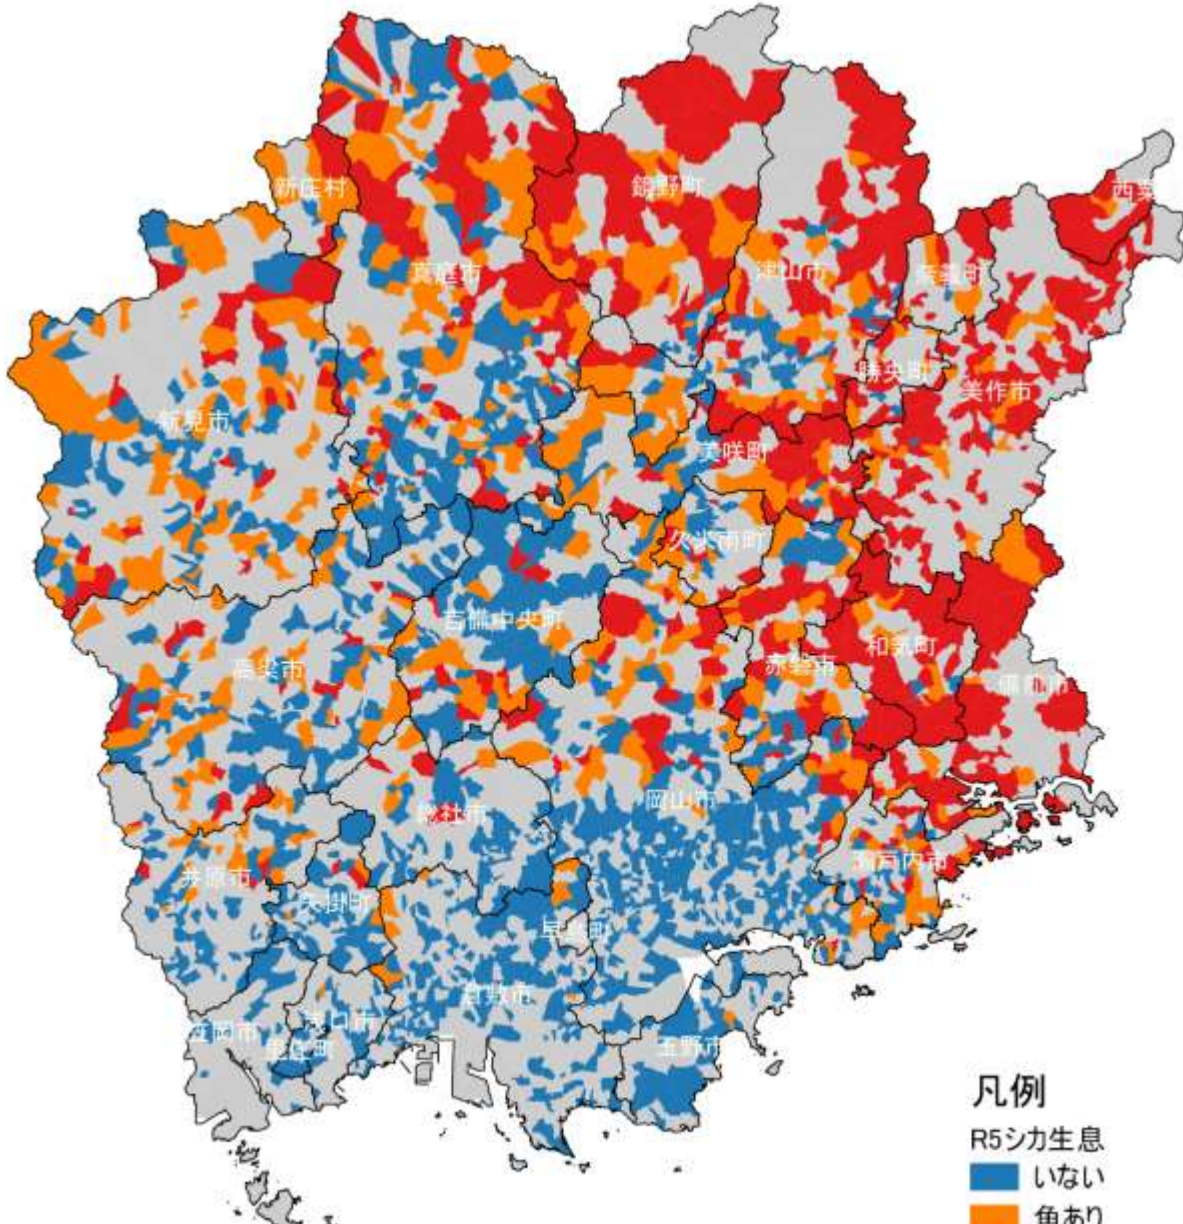 新庄村
鏡野町
西粟
真庭市
津山市
奈義町
勝央町
美作市
新見市
美咲町
久米南町
吉備中央町
和気町
高梁市
赤磐市
備前市
岡山市
総社市
瀬戸内市
井原市
矢掛町
早島町
倉敷市
浅口市
笠岡市
里庄町
玉野市
凡例
R5シカ生息
いない
角あり